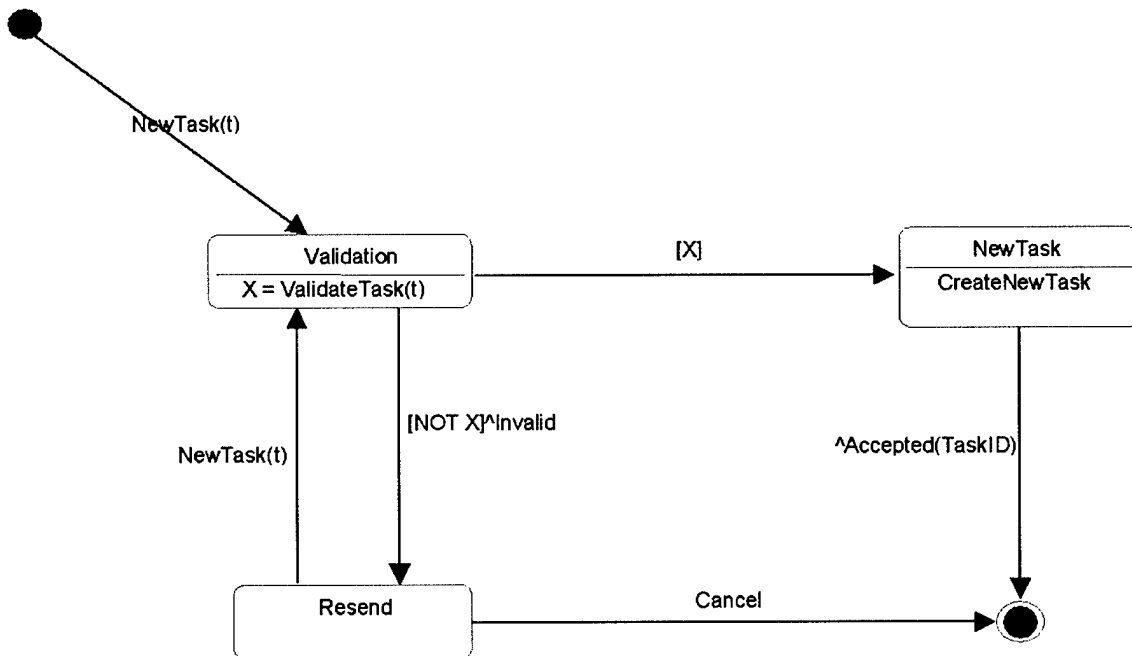 NewTask(t)
Validation
X = ValidateTask(t)
[X]
NewTask
CreateNewTask
NewTask(t)
[NOT X]^Invalid
^Accepted(TaskID)
Resend
Cancel